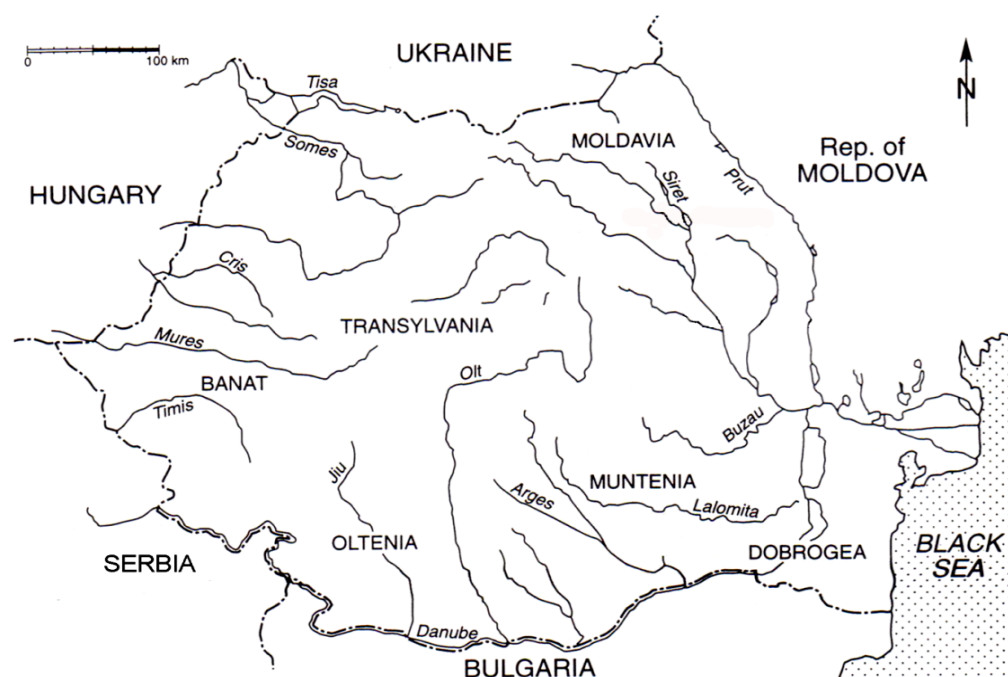 UKRAINE
0
100 km
N
Tisa
Somes
MOLDAVIA
Rep. of
MOLDOVA
Siret
Prut
HUNGARY
Cris
TRANSYLVANIA
Mures
BANAT
Olt
Timis
Buzau
Jiu
MUNTENIA
Arges
Lalomita
OLTENIA
DOBROGEA
BLACK
SEA
SERBIA
Danube
BULGARIA